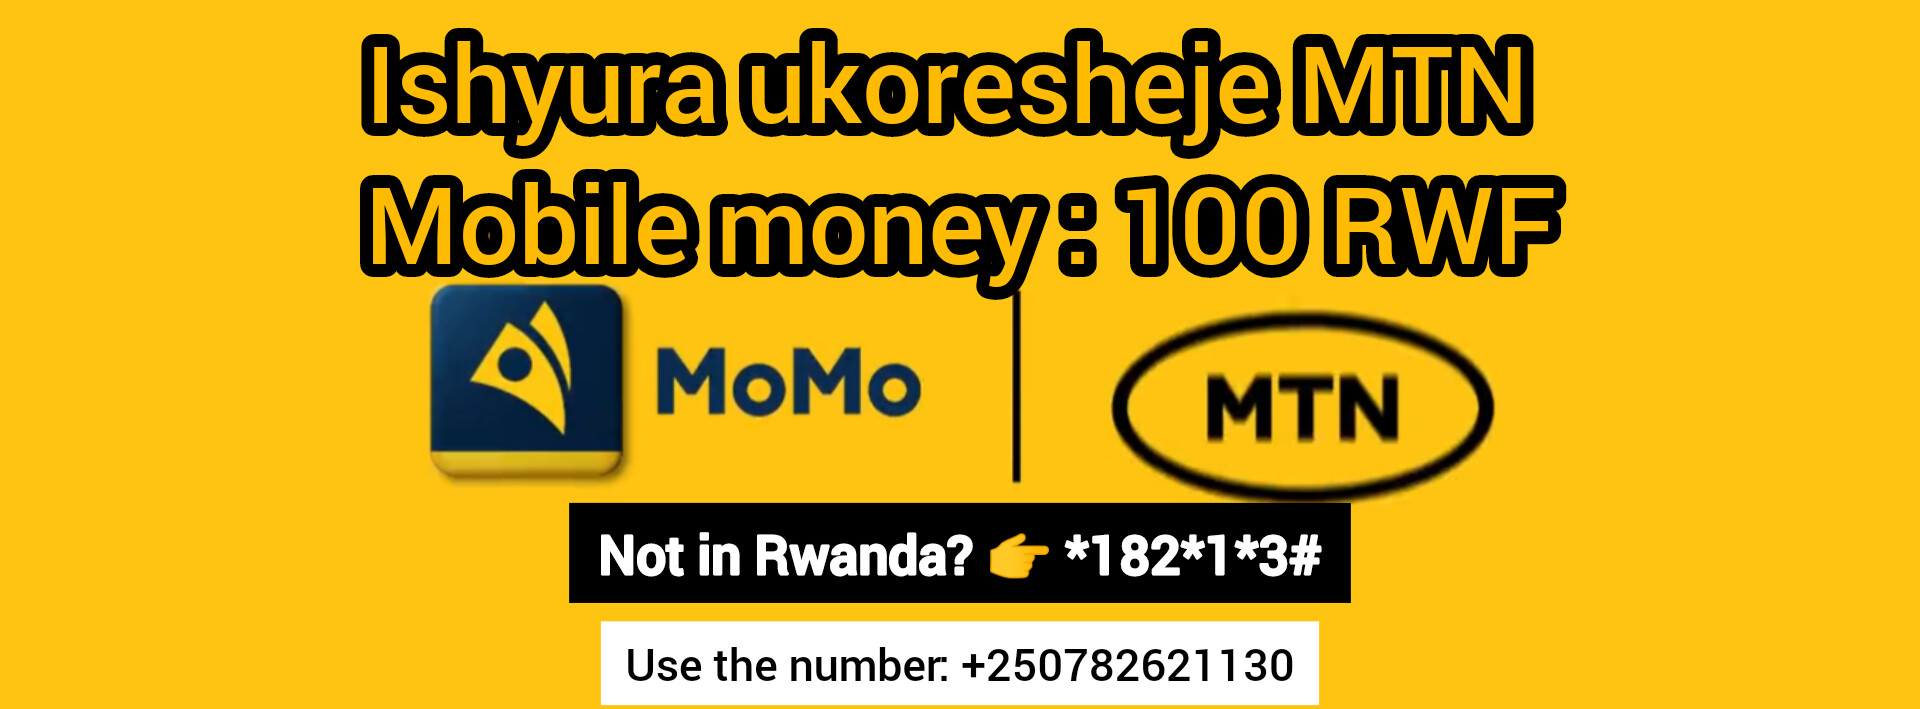 Ishyura ukoresheje MTN
Mobile money : 100 RWF
MoMo
MTN
Not in Rwanda? 👉 *182*1*3#
Use the number: +250782621130